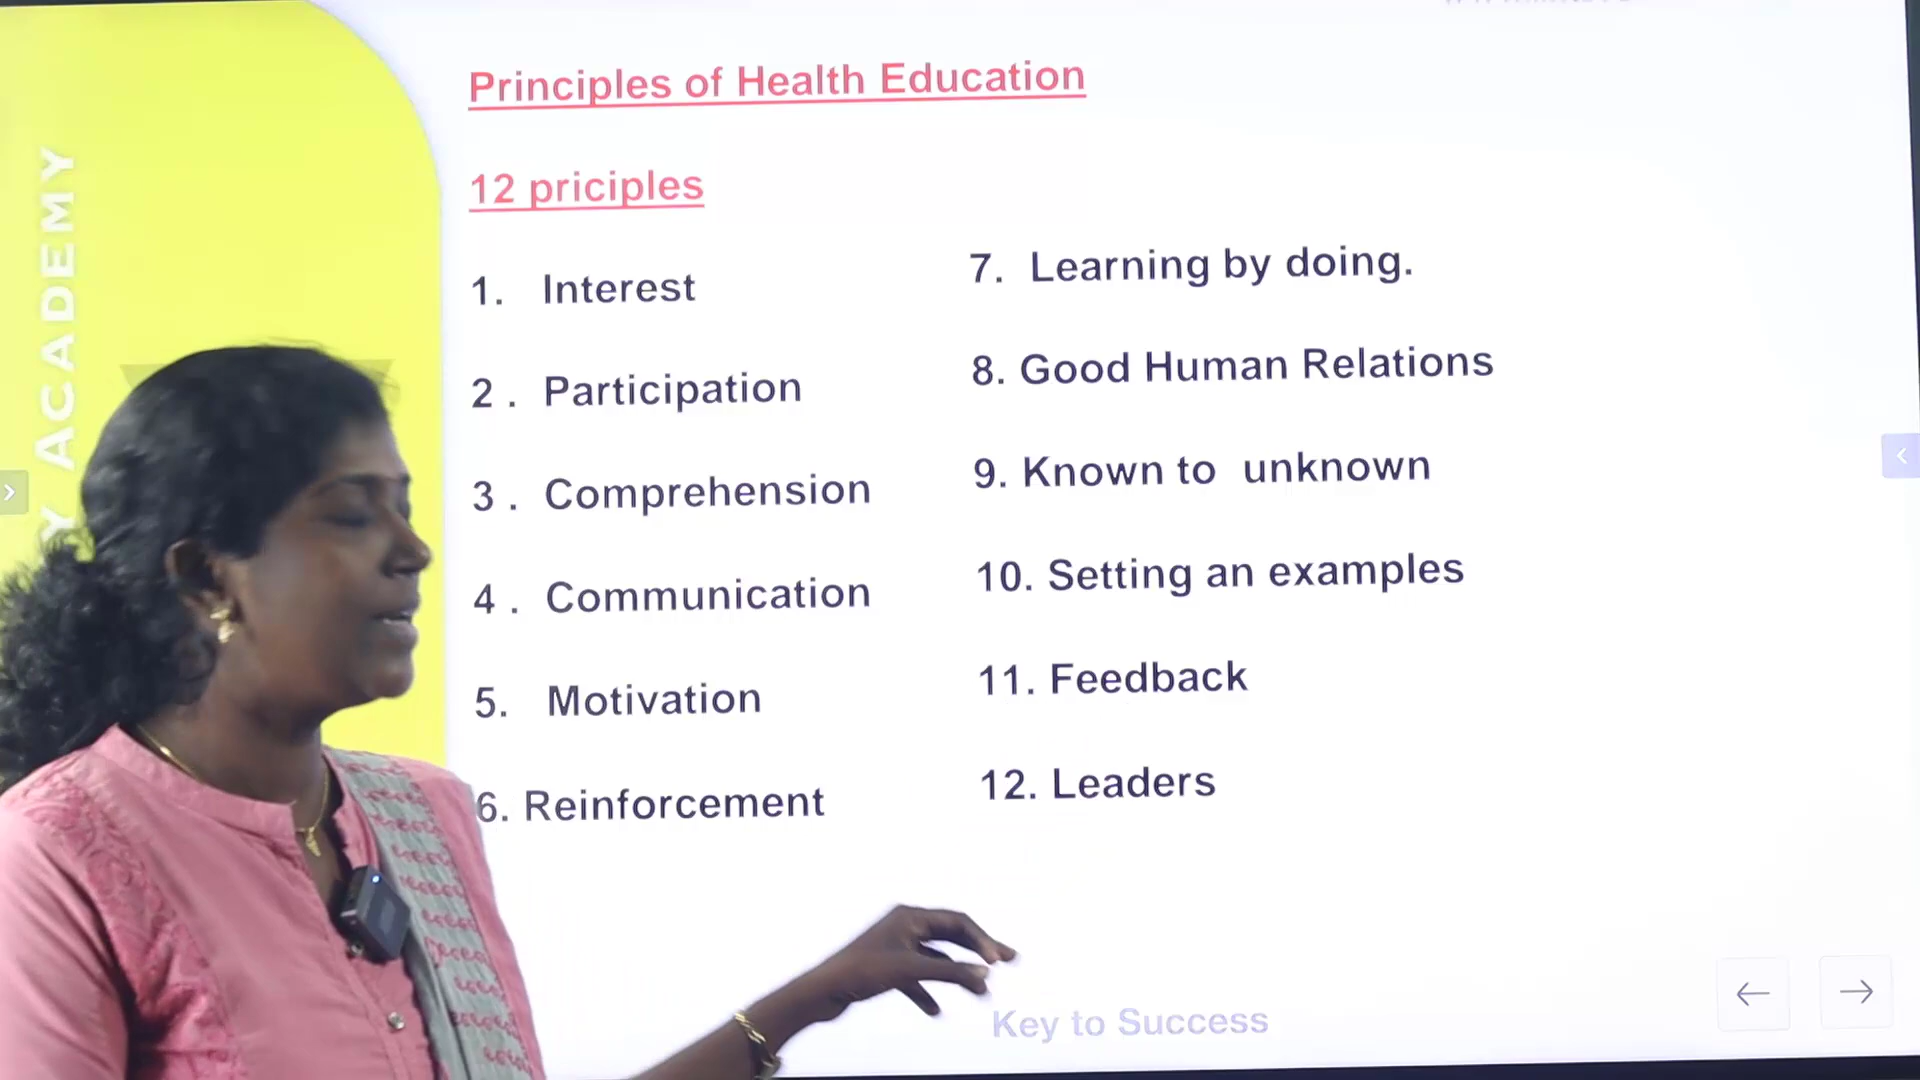 Principles of Health Education
12 priciples
1. Interest
2 . Participation
3 . Comprehension
4 . Communication
5. Motivation
6. Reinforcement
7. Learning by doing.
8. Good Human Relations
9. Known to unknown
10. Setting an examples
11. Feedback
12. Leaders
Key to Success
Y ACADEMY